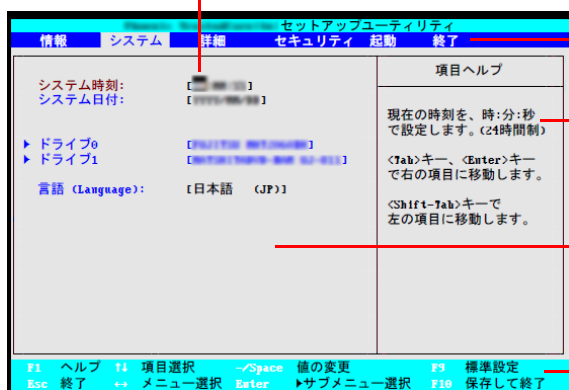 セットアップユーティリティ
情報 システム 詳細 セキュリティ 起動 終了
システム時刻:
システム日付:
ドライブ0
ドライブ1
言語 (Language): [日本語 (JP)]
項目ヘルプ
現在の時刻を、時:分:秒
で設定します。(24時間制)
<Tab>キー、<Enter>キー
で右の項目に移動します。
<Shift-Tab>キーで
左の項目に移動します。
F1 ヘルプ ↑↓ 項目選択 -/Space 値の変更 F9 標準設定
Esc 終了 ↔ メニュー選択 Enter ▶サブメニュー選択 F10 保存して終了